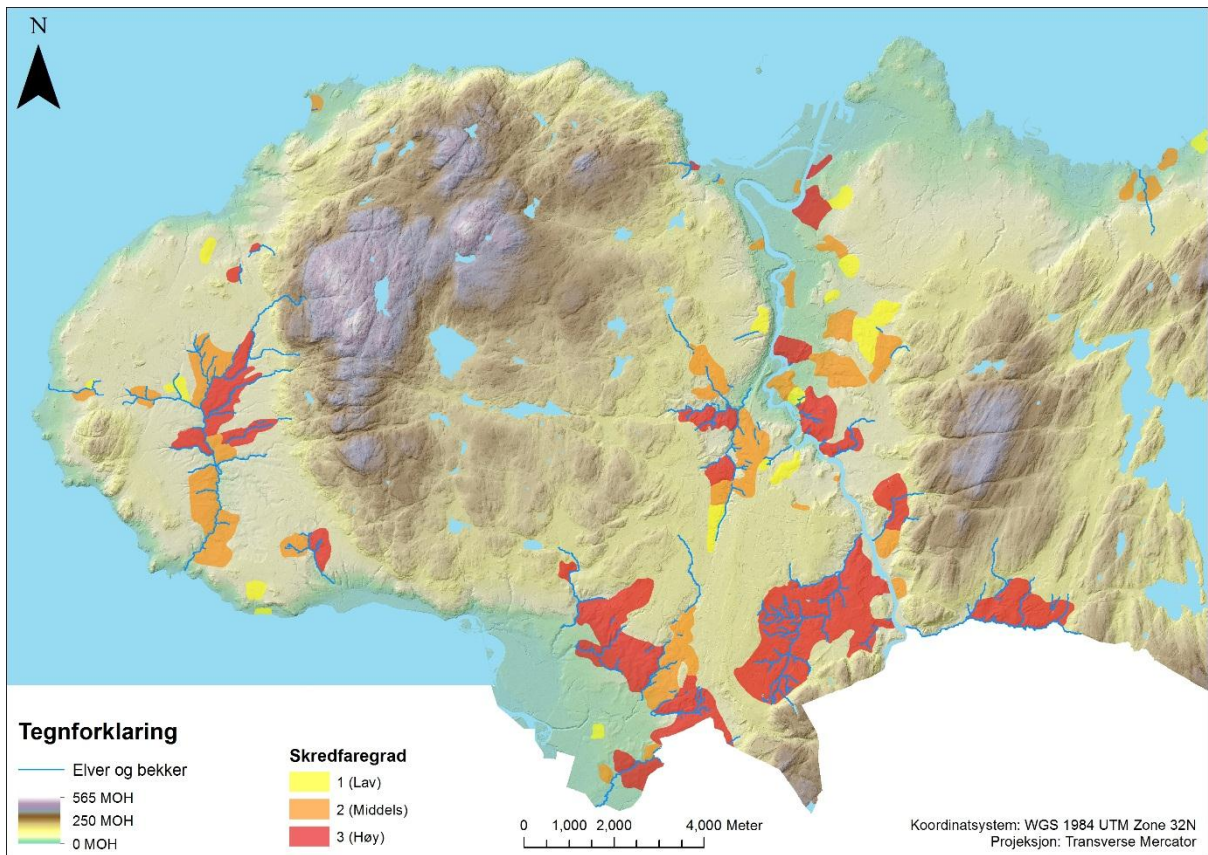 N
Tegnforklaring
Elver og bekker
565 MOH
250 MOH
0 MOH
Skredfaregrad
1 (Lav)
2 (Middels)
3 (Høy)
0 1,000 2,000 4,000 Meter
Koordinatsystem: WGS 1984 UTM Zone 32N
Projeksjon: Transverse Mercator